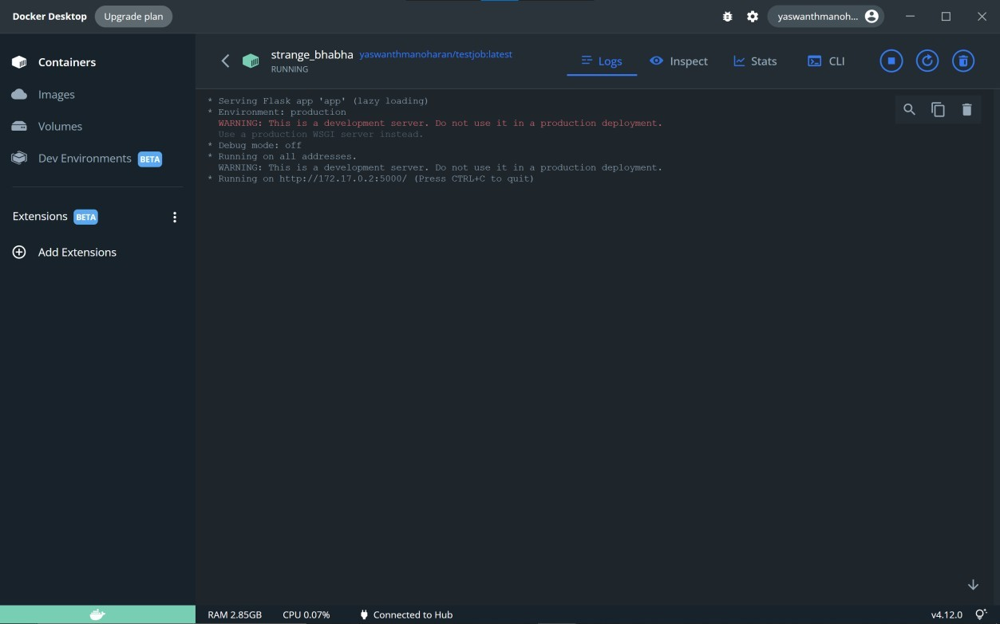 Docker Desktop Upgrade plan yaswanthmanoh...
Containers
Images
Volumes
Dev Environments BETA
Extensions BETA
Add Extensions
strange_bhabha yaswanthmanoharan/testjob:latest
RUNNING
Logs Inspect Stats CLI
* Serving Flask app 'app' (lazy loading)
* Environment: production
WARNING: This is a development server. Do not use it in a production deployment.
Use a production WSGI server instead.
* Debug mode: off
* Running on all addresses.
WARNING: This is a development server. Do not use it in a production deployment.
* Running on http://172.17.0.2:5000/ (Press CTRL+C to quit)
RAM 2.85GB CPU 0.07% Connected to Hub v4.12.0